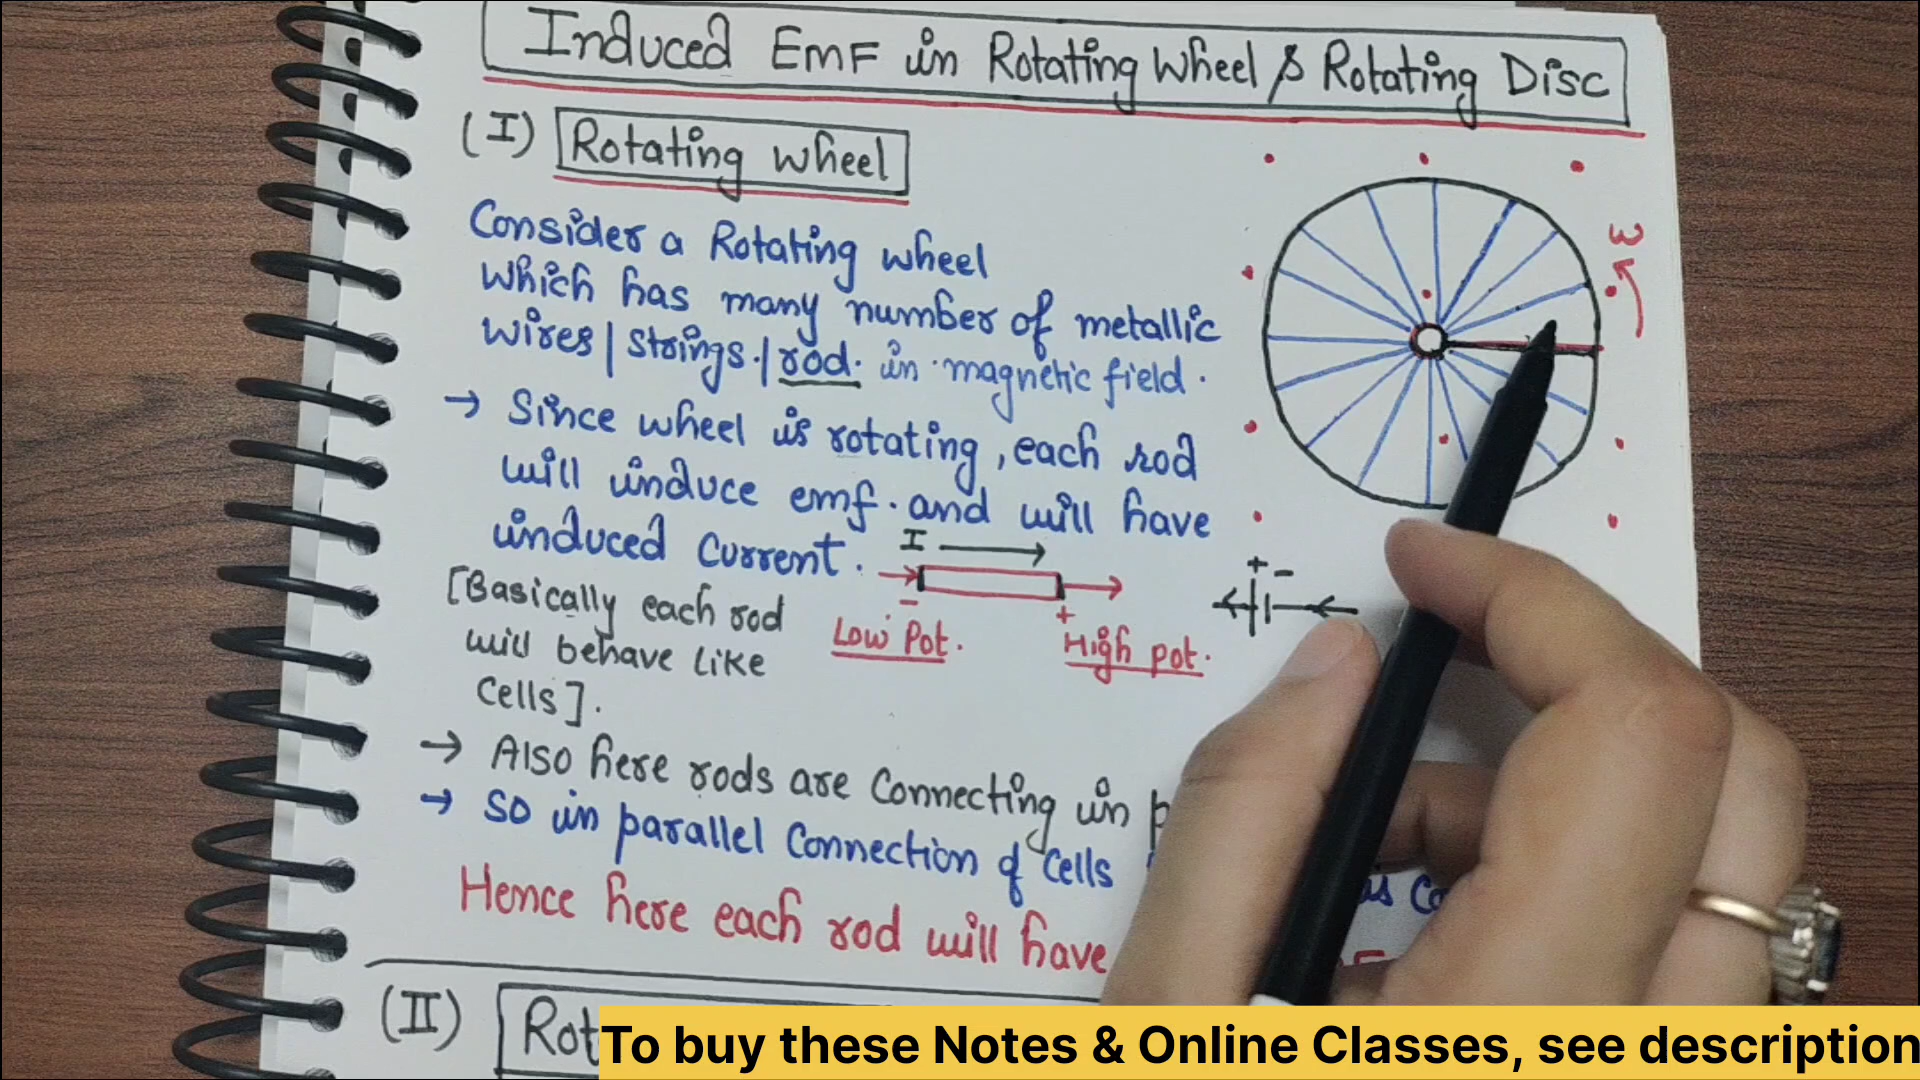 Induced EMF in Rotating Wheel & Rotating Disc
(I) Rotating wheel
Consider a Rotating wheel
which has many number of metallic
wires | strings. | rod. in magnetic field.
→ Since wheel is rotating, each rod
will induce emf. and will have
induced current.
I
[Basically each rod
will behave like
cells].
- +
Low Pot. High pot.
+ -
ω
→ Also here rods are connecting in
→ so in parallel connection of cells
Hence here each rod will have
(II)
To buy these Notes & Online Classes, see description